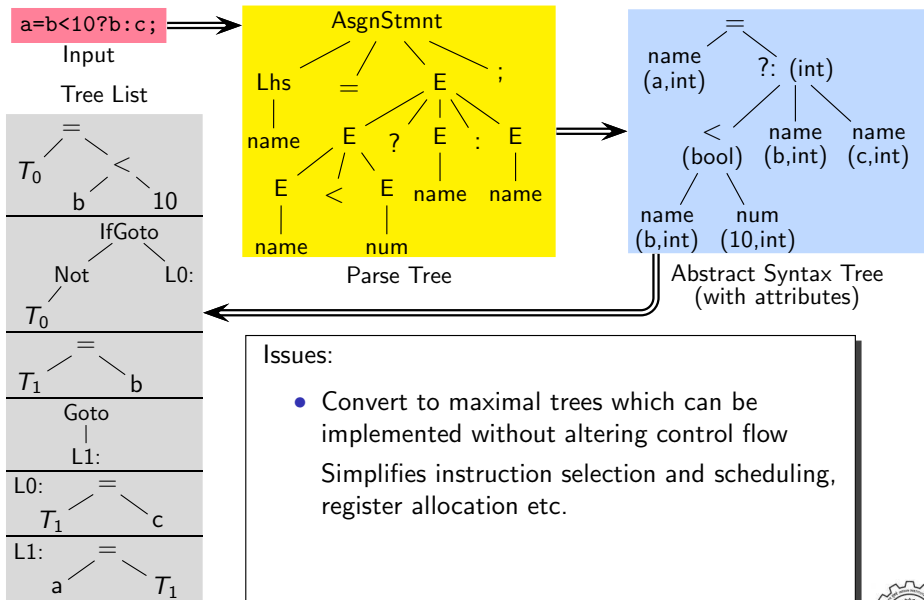 a=b<10?b:c;
Input
AsgnStmnt
Lhs = E ;
name E ? E : E
E < E name name
name num
Parse Tree
=
name
(a,int)
?: (int)
< name name
(bool) (b,int) (c,int)
name num
(b,int) (10,int)
Abstract Syntax Tree
(with attributes)
Tree List
=
T0 <
b 10
IfGoto
Not L0:
T0
=
T1 b
Goto
L1:
L0: =
T1 c
L1: =
a T1
Issues:
• Convert to maximal trees which can be
implemented without altering control flow
Simplifies instruction selection and scheduling,
register allocation etc.